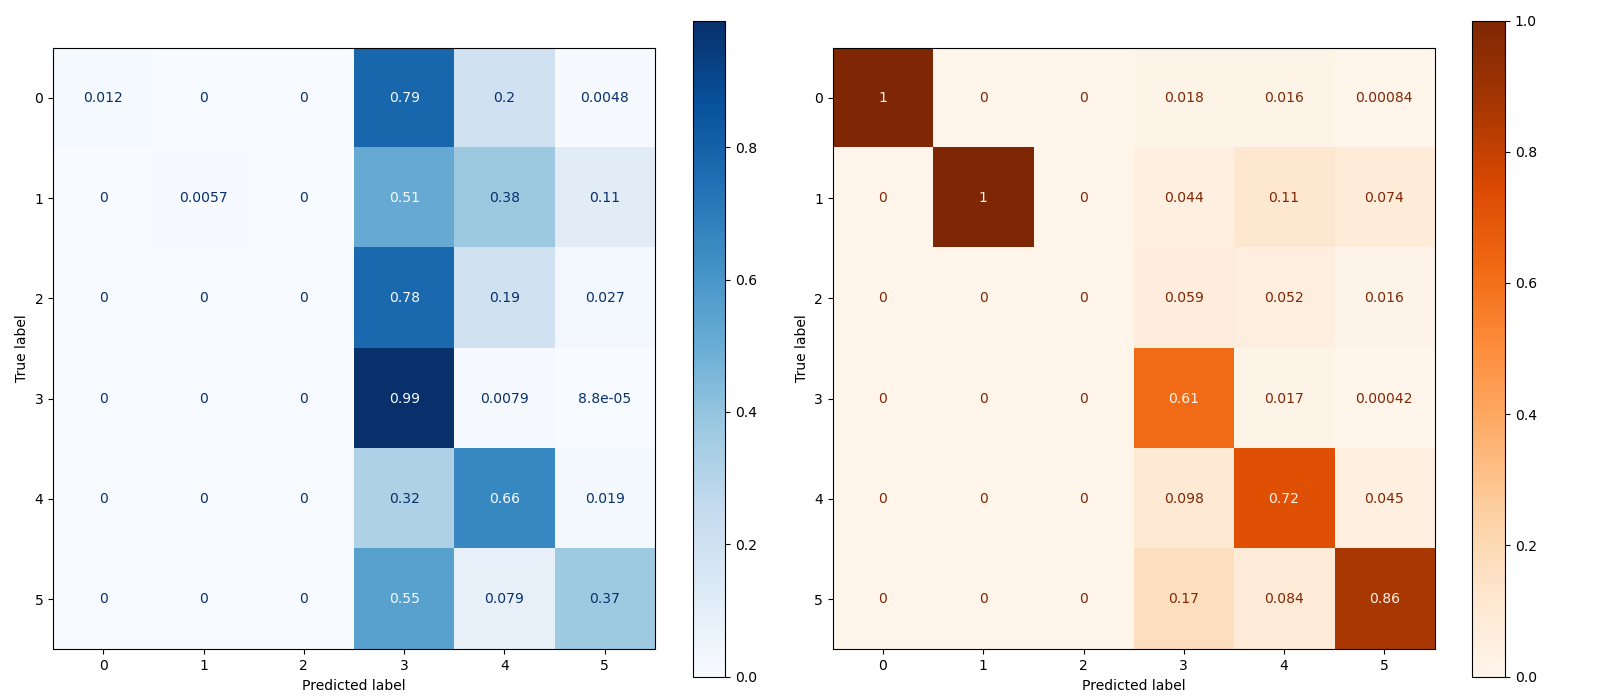 0 0.012 0 0 0.79 0.2 0.0048
1 0 0.0057 0 0.51 0.38 0.11
2 0 0 0 0.78 0.19 0.027
3 0 0 0 0.99 0.0079 8.8e-05
4 0 0 0 0.32 0.66 0.019
5 0 0 0 0.55 0.079 0.37
0 1 2 3 4 5
True label
Predicted label
0.8
0.6
0.4
0.2
0.0
0 1 0 0 0.018 0.016 0.00084
1 0 1 0 0.044 0.11 0.074
2 0 0 0 0.059 0.052 0.016
3 0 0 0 0.61 0.017 0.00042
4 0 0 0 0.098 0.72 0.045
5 0 0 0 0.17 0.084 0.86
0 1 2 3 4 5
True label
Predicted label
1.0
0.8
0.6
0.4
0.2
0.0